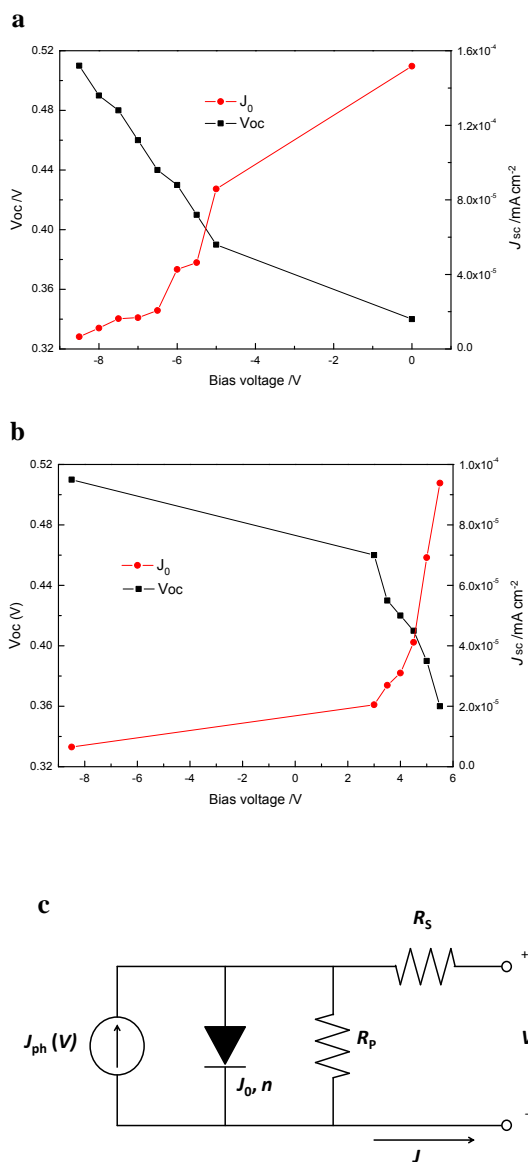 a
0.52
0.48
0.44
0.40
0.36
0.32
Voc /V
J0
Voc
1.6x10-4
1.2x10-4
8.0x10-5
4.0x10-5
0.0
J sc /mA cm-2
-8 -6 -4 -2 0
Bias voltage /V
b
0.52
0.48
0.44
0.40
0.36
0.32
Voc (V)
J0
Voc
1.0x10-4
8.0x10-5
6.0x10-5
4.0x10-5
2.0x10-5
0.0
J sc /mA cm-2
-8 -6 -4 -2 0 2 4 6
Bias voltage /V
c
RS
+
Jph (V)
J0, n
RP
V
-
J